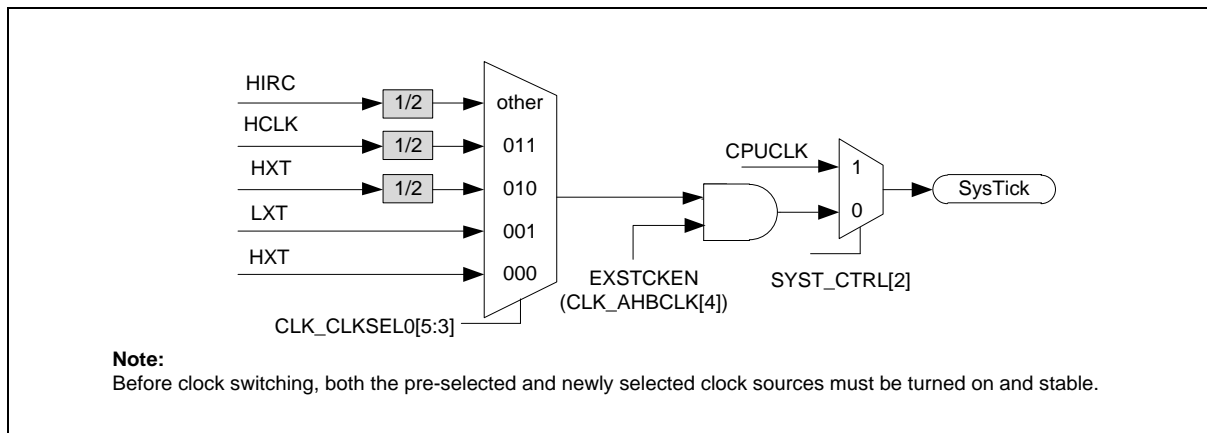 HIRC
1/2
other
HCLK
1/2
011
HXT
1/2
010
LXT
001
HXT
000
CLK_CLKSEL0[5:3]
EXSTCKEN
(CLK_AHBCLK[4])
CPUCLK
1
0
SYST_CTRL[2]
SysTick
Note:
Before clock switching, both the pre-selected and newly selected clock sources must be turned on and stable.